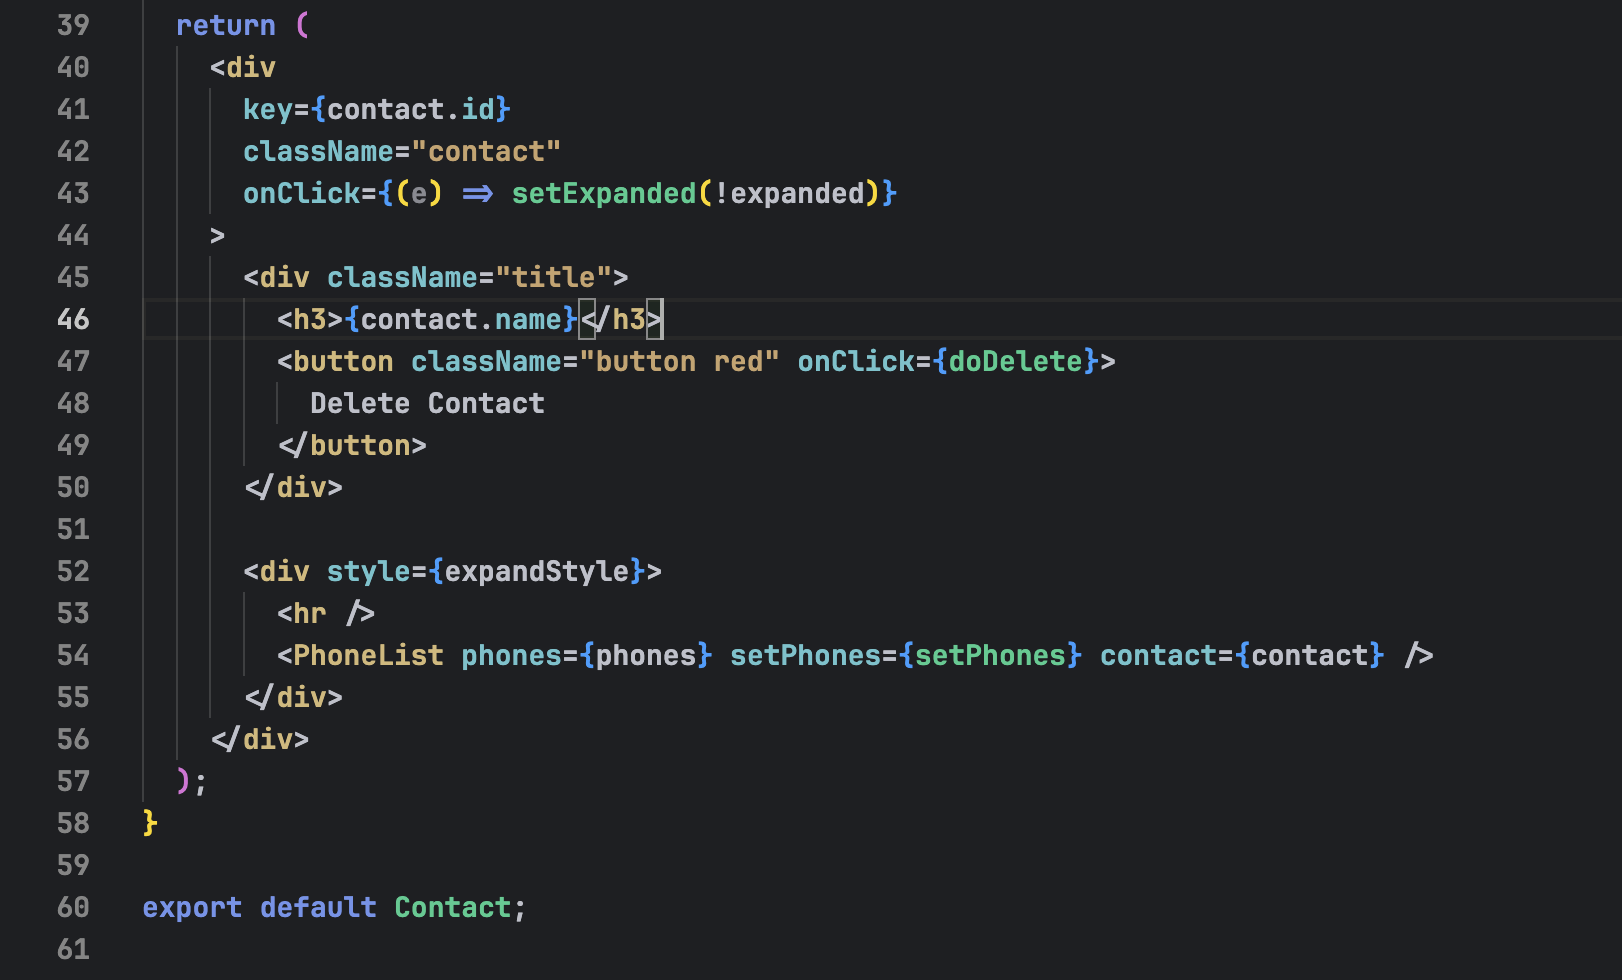 39 return (
40 <div
41 key={contact.id}
42 className="contact"
43 onClick={(e) => setExpanded(!expanded)}
44 >
45 <div className="title">
46 <h3>{contact.name}</h3>
47 <button className="button red" onClick={doDelete}>
48 Delete Contact
49 </button>
50 </div>
51
52 <div style={expandStyle}>
53 <hr />
54 <PhoneList phones={phones} setPhones={setPhones} contact={contact} />
55 </div>
56 </div>
57 );
58 }
59
60 export default Contact;
61